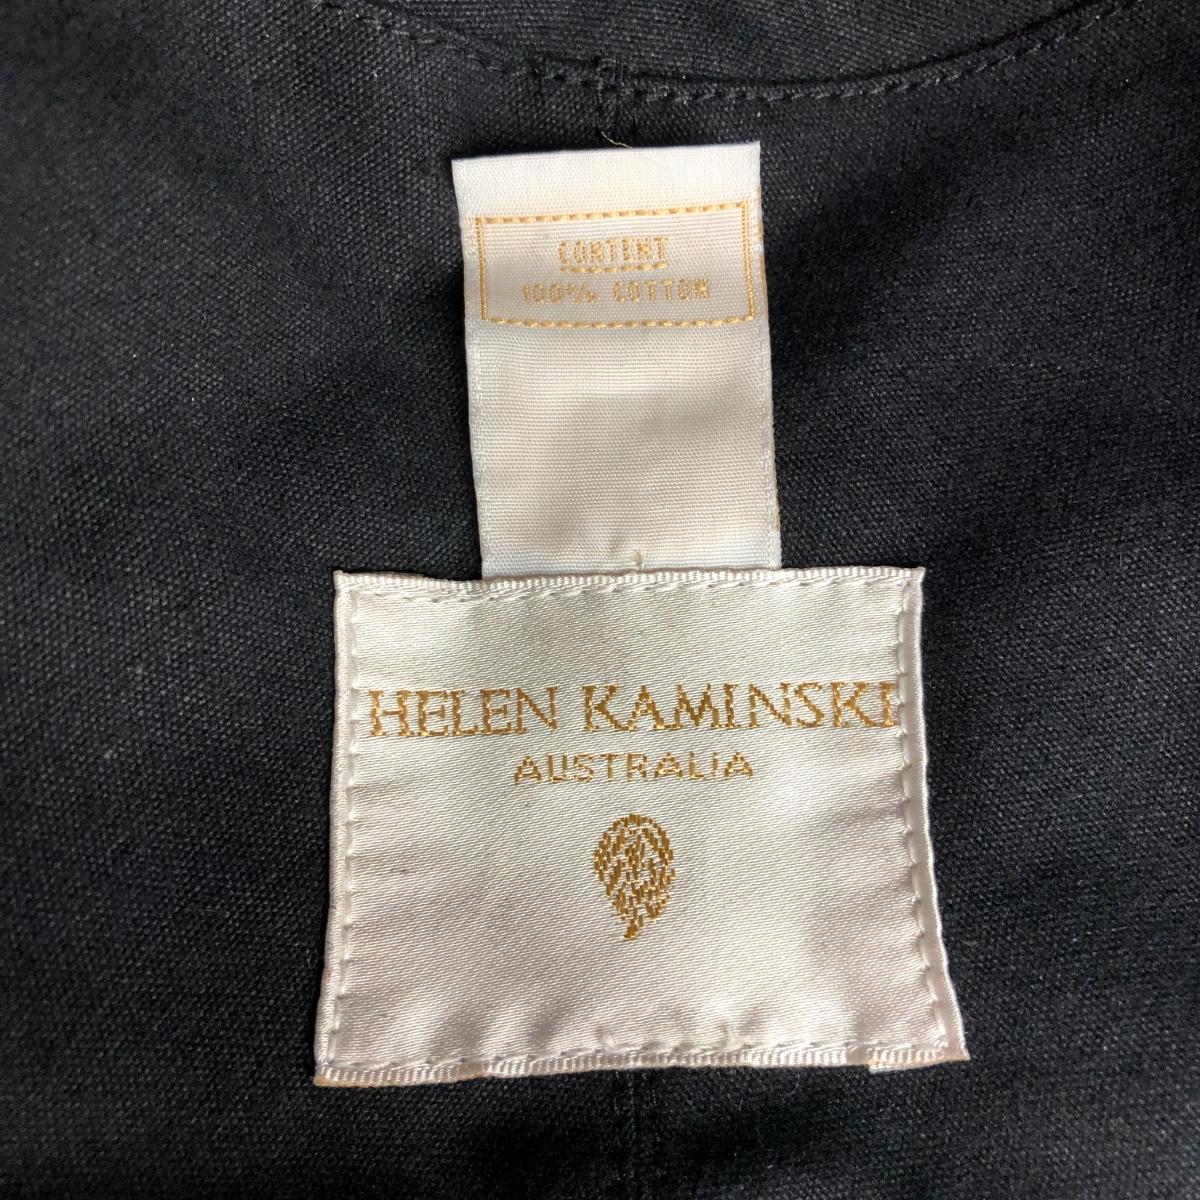 CONTENT
100% COTTON
HELEN KAMINSKI
AUSTRALIA